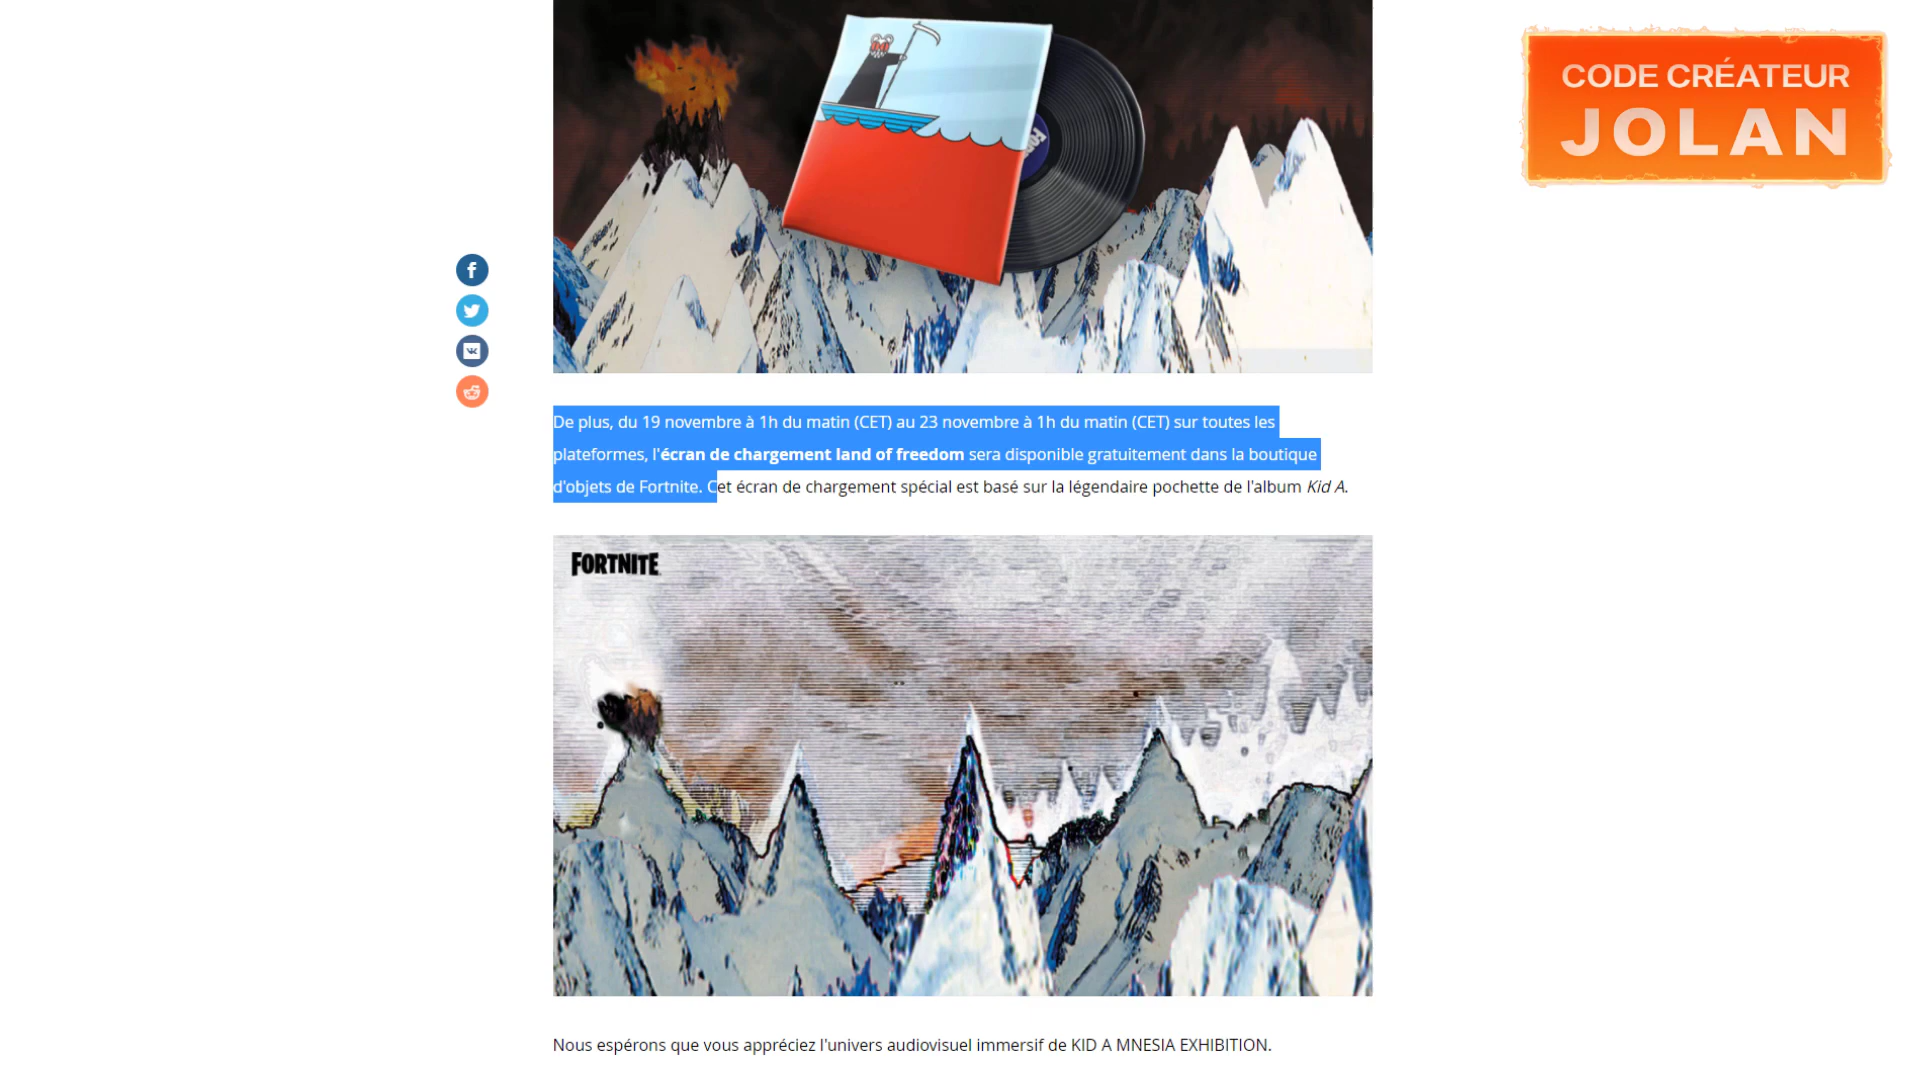 CODE CRÉATEUR
JOLAN
De plus, du 19 novembre à 1h du matin (CET) au 23 novembre à 1h du matin (CET) sur toutes les
plateformes, l'écran de chargement land of freedom sera disponible gratuitement dans la boutique
d'objets de Fortnite. Cet écran de chargement spécial est basé sur la légendaire pochette de l'album Kid A.
FORTNITE
Nous espérons que vous appréciez l'univers audiovisuel immersif de KID A MNESIA EXHIBITION.